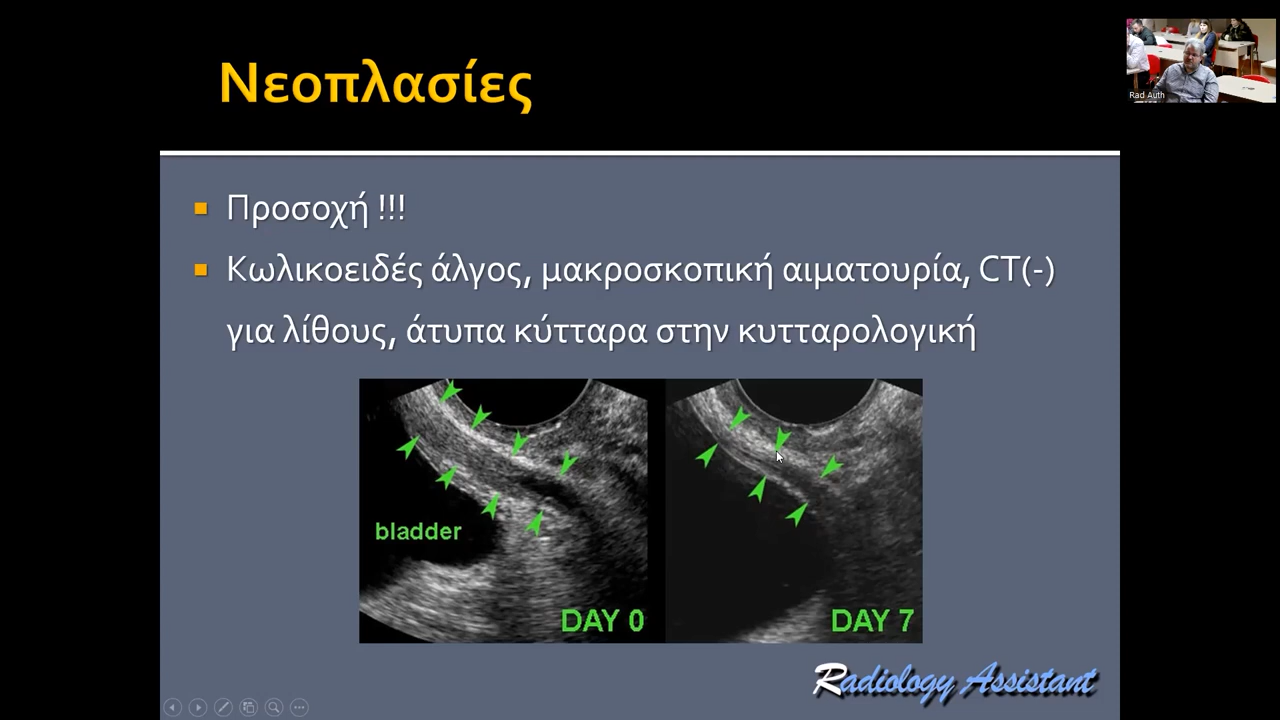 Rad Auth
Νεοπλασίες
Προσοχή !!!
Κωλικοειδές άλγος, μακροσκοπική αιματουρία, CT(-)
για λίθους, άτυπα κύτταρα στην κυτταρολογική
bladder
DAY 0
DAY 7
Radiology Assistant